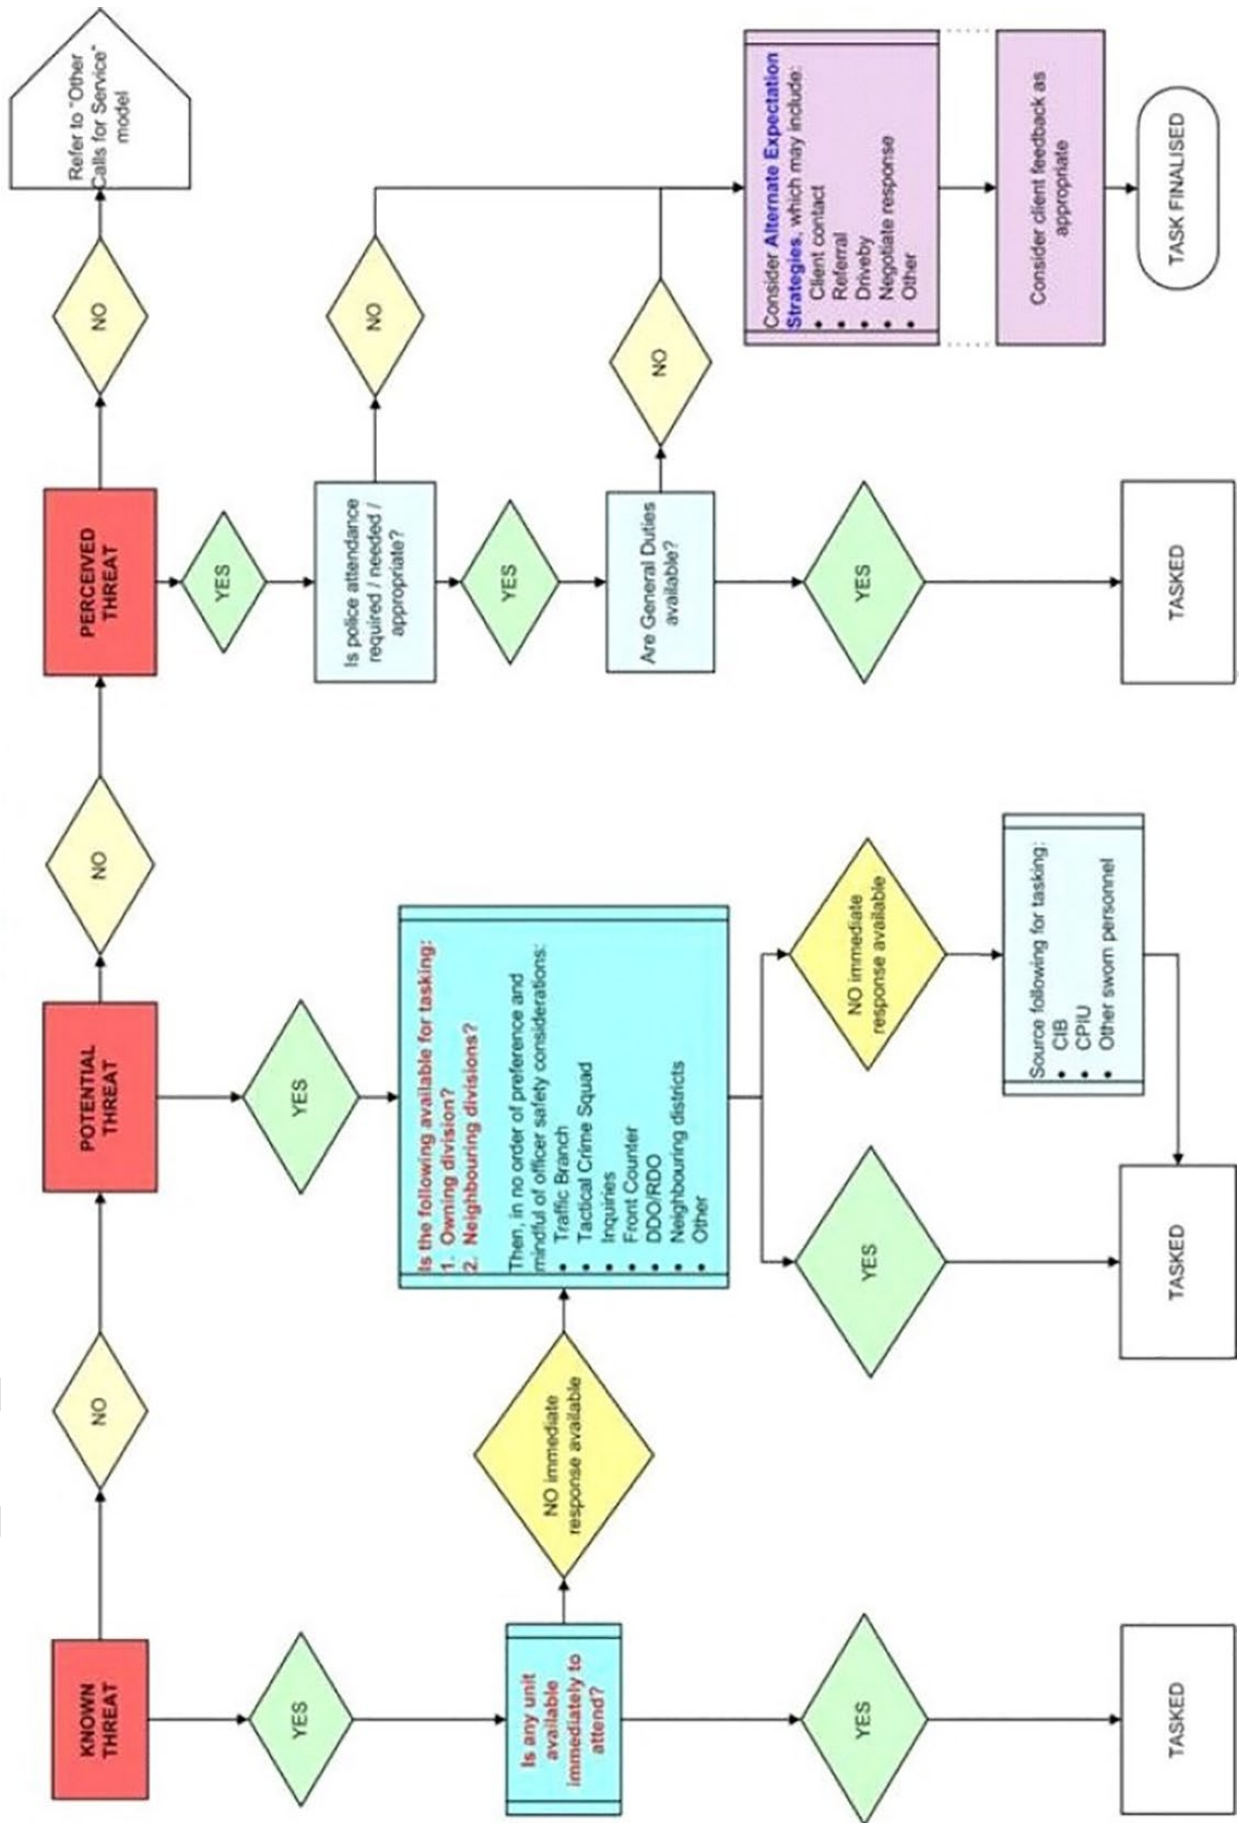 KNOWN
THREAT
NO
POTENTIAL
THREAT
NO
PERCEIVED
THREAT
NO
Refer to "Other
Calls for Service"
model
YES
YES
YES
Is police attendance
required / needed /
appropriate?
NO
Is any unit
available
immediately to
attend?
NO immediate
response available
Is the following available for tasking:
1. Owning division?
2. Neighbouring divisions?
Then, in no order of preference and
mindful of officer safety considerations:
• Traffic Branch
• Tactical Crime Squad
• Inquiries
• Front Counter
• DDO/RDO
• Neighbouring districts
• Other
YES
Are General Duties
available?
NO
YES
YES
NO immediate
response available
YES
Consider Alternate Expectation
Strategies, which may include:
• Client contact
• Referral
• Driveby
• Negotiate response
• Other
Source following for tasking:
• CIB
• CPIU
• Other sworn personnel
Consider client feedback as
appropriate
TASKED
TASKED
TASKED
TASK FINALISED